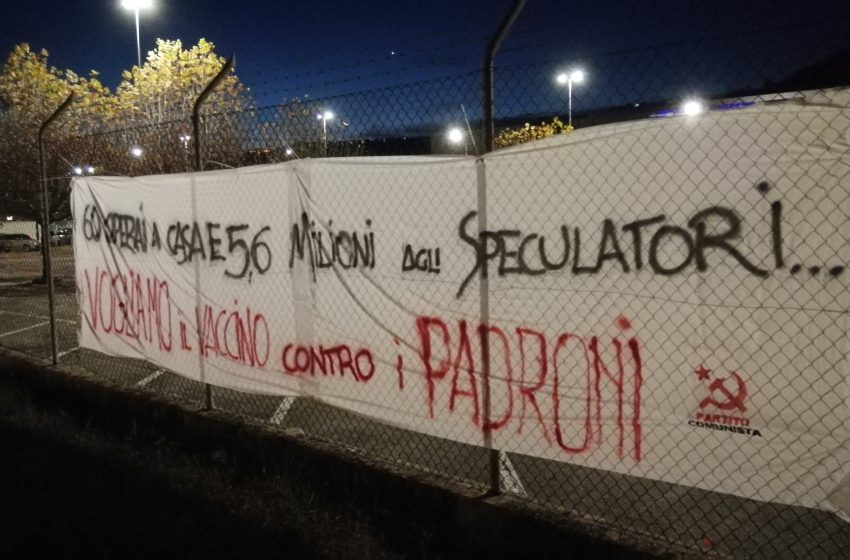 60 OPERAI A CASA E 5,6 MILIONI AGLI SPECULATORI...
VOGLIAMO IL VACCINO CONTRO I PADRONI
PARTITO
COMUNISTA